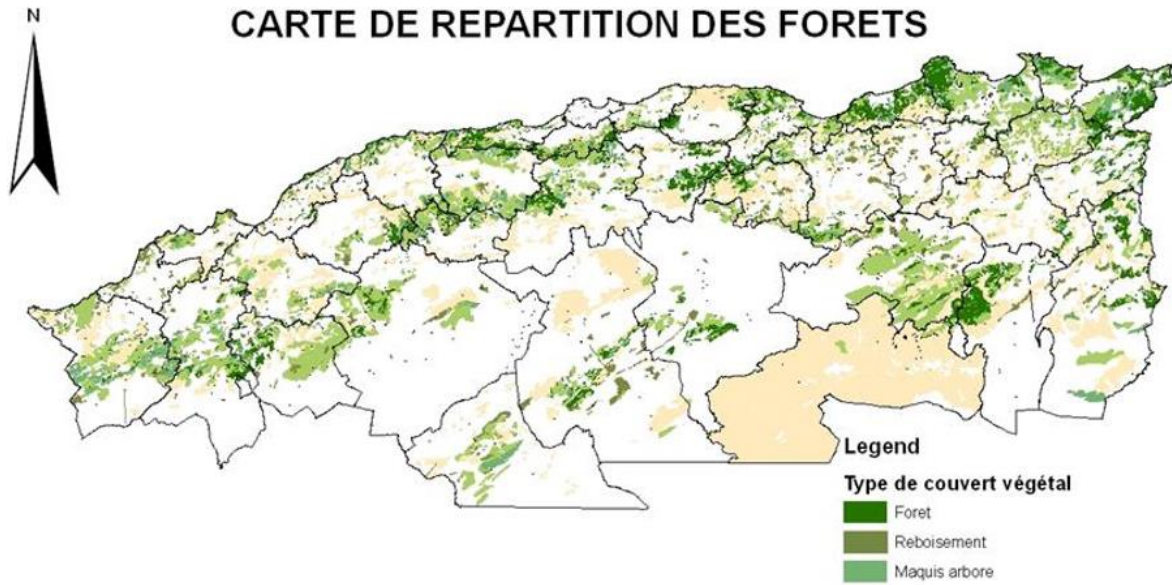 N
CARTE DE REPARTITION DES FORETS
Legend
Type de couvert végétal
Foret
Reboisement
Maquis arbore